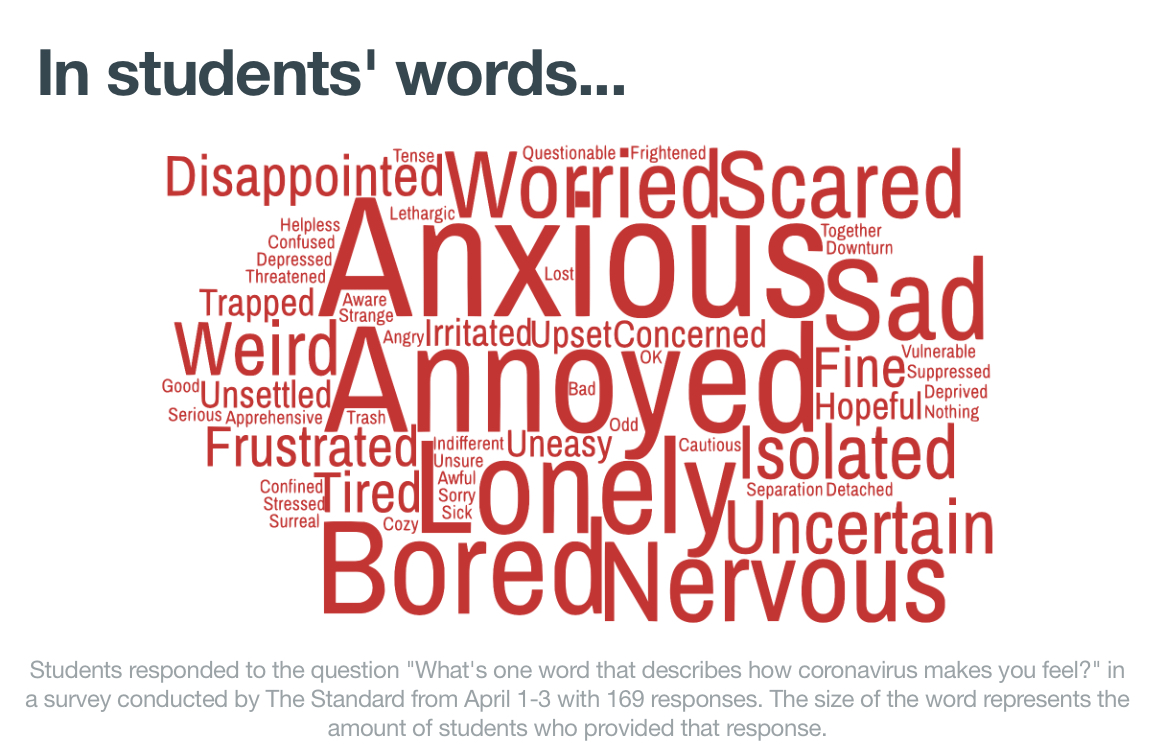 In students' words...
Disappointed
Tense
Worried
Questionable
Frightened
Scared
Lethargic
Anxious
Helpless
Confused
Depressed
Threatened
Lost
Together
Downturn
Sad
Trapped
Aware
Strange
Weird
Angry
Irritated
Upset
Concerned
Annoyed
OK
Fine
Vulnerable
Suppressed
Good
Unsettled
Bad
Deprived
Hopeful
Nothing
Serious
Apprehensive
Trash
Odd
Frustrated
Indifferent
Uneasy
Cautious
Isolated
Unsure
Lonely
Confined
Tired
Awful
Stressed
Sorry
Separation
Detached
Surreal
Cozy
Sick
Uncertain
Bored
Nervous
Students responded to the question "What's one word that describes how coronavirus makes you feel?" in
a survey conducted by The Standard from April 1-3 with 169 responses. The size of the word represents the
amount of students who provided that response.